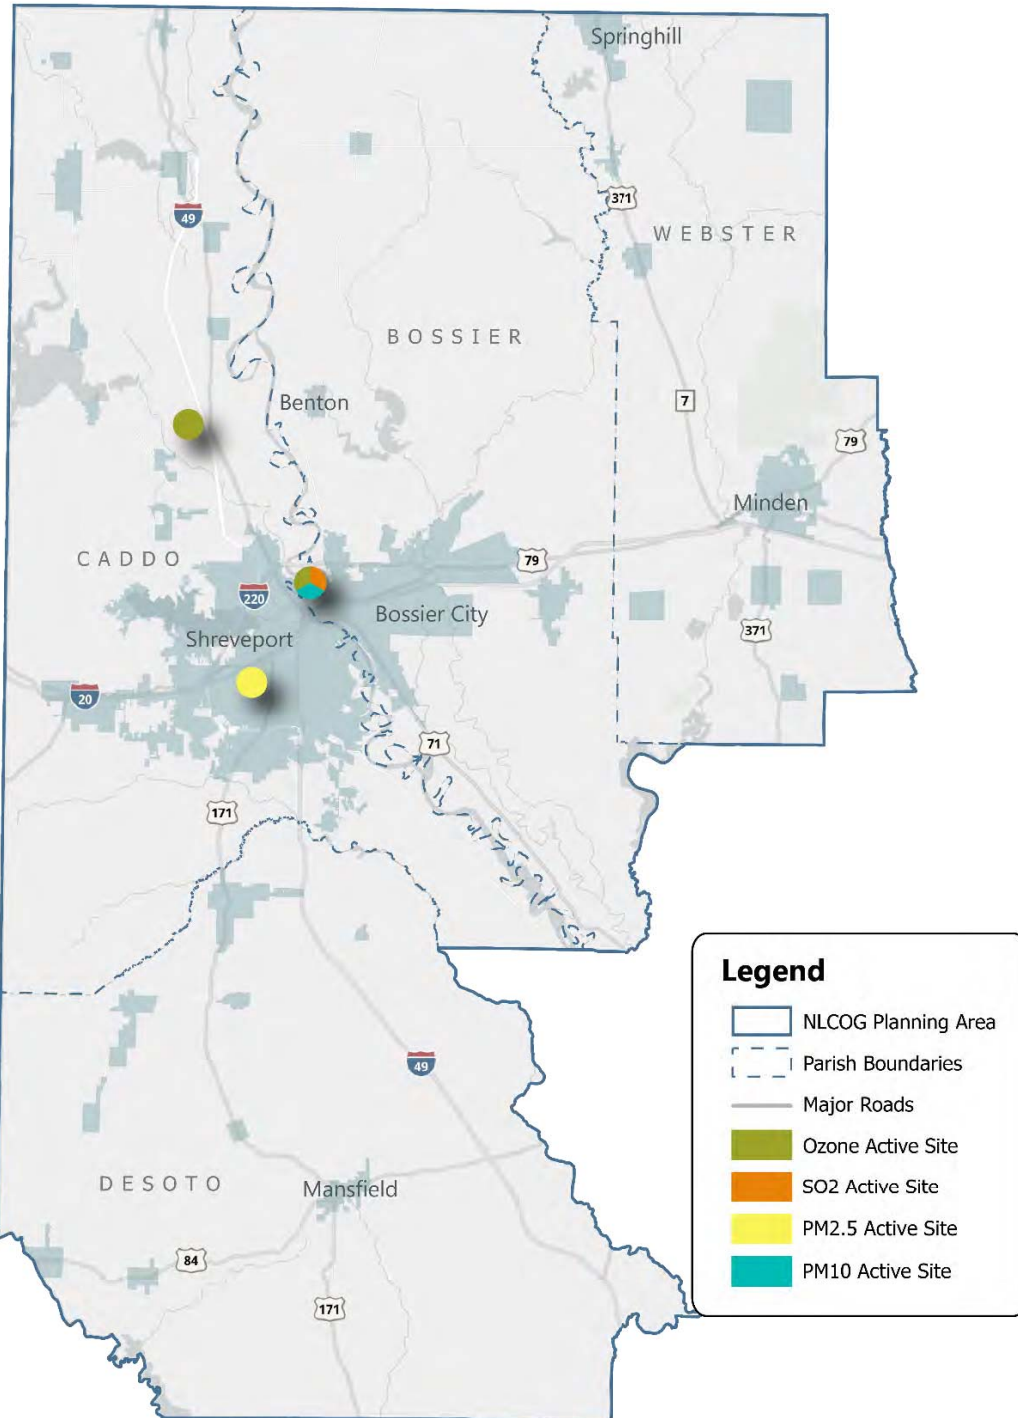 Springhill
371
49
WEBSTER
BOSSIER
Benton
7
79
Minden
CADDO
79
220
Bossier City
371
Shreveport
20
71
171
Legend
NLCOG Planning Area
Parish Boundaries
49
Major Roads
Ozone Active Site
DESOTO
Mansfield
SO2 Active Site
PM2.5 Active Site
84
PM10 Active Site
171